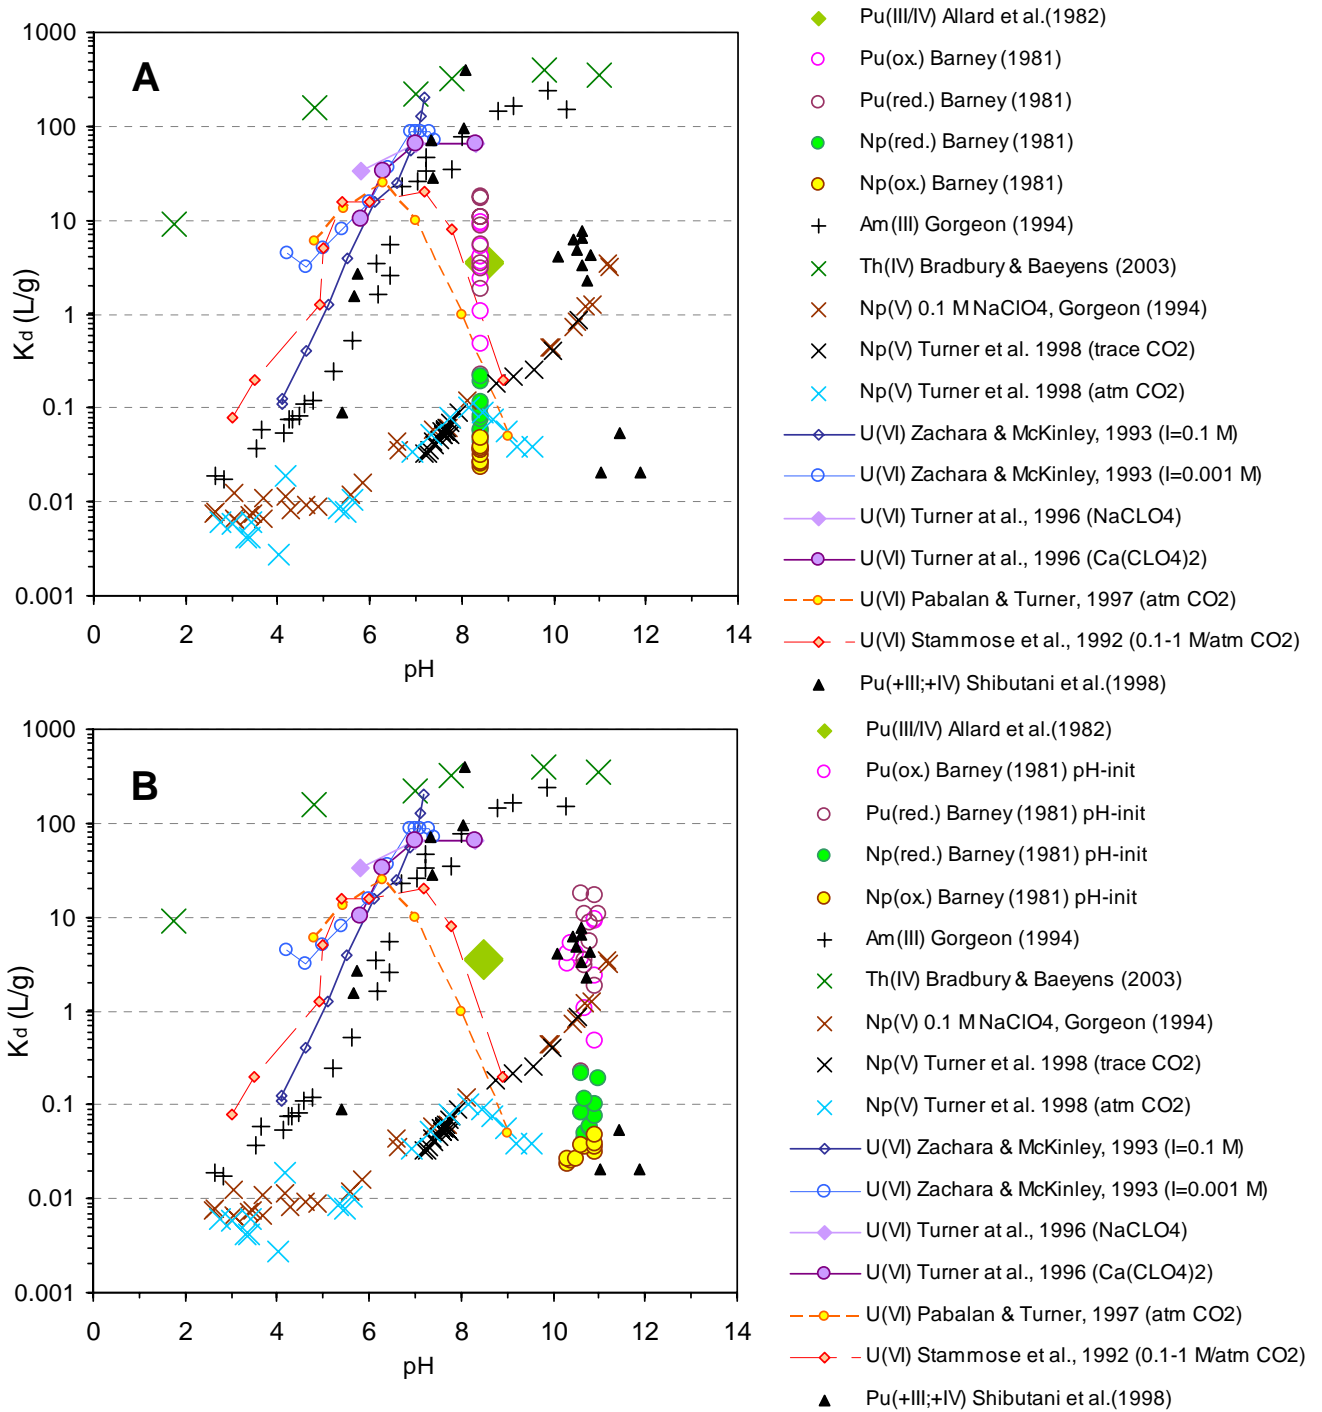 A
1000
100
10
1
0.1
0.01
0.001
Kd (L/g)
0 2 4 6 8 10 12 14
pH
Pu(III/IV) Allard et al.(1982)
Pu(ox.) Barney (1981)
Pu(red.) Barney (1981)
Np(red.) Barney (1981)
Np(ox.) Barney (1981)
Am(III) Gorgeon (1994)
Th(IV) Bradbury & Baeyens (2003)
Np(V) 0.1 M NaClO4, Gorgeon (1994)
Np(V) Turner et al. 1998 (trace CO2)
Np(V) Turner et al. 1998 (atm CO2)
U(VI) Zachara & McKinley, 1993 (I=0.1 M)
U(VI) Zachara & McKinley, 1993 (I=0.001 M)
U(VI) Turner at al., 1996 (NaCLO4)
U(VI) Turner at al., 1996 (Ca(CLO4)2)
U(VI) Pabalan & Turner, 1997 (atm CO2)
U(VI) Stammose et al., 1992 (0.1-1 M/atm CO2)
Pu(+III;+IV) Shibutani et al.(1998)
B
1000
100
10
1
0.1
0.01
0.001
Kd (L/g)
0 2 4 6 8 10 12 14
pH
Pu(III/IV) Allard et al.(1982)
Pu(ox.) Barney (1981) pH-init
Pu(red.) Barney (1981) pH-init
Np(red.) Barney (1981) pH-init
Np(ox.) Barney (1981) pH-init
Am(III) Gorgeon (1994)
Th(IV) Bradbury & Baeyens (2003)
Np(V) 0.1 M NaClO4, Gorgeon (1994)
Np(V) Turner et al. 1998 (trace CO2)
Np(V) Turner et al. 1998 (atm CO2)
U(VI) Zachara & McKinley, 1993 (I=0.1 M)
U(VI) Zachara & McKinley, 1993 (I=0.001 M)
U(VI) Turner at al., 1996 (NaCLO4)
U(VI) Turner at al., 1996 (Ca(CLO4)2)
U(VI) Pabalan & Turner, 1997 (atm CO2)
U(VI) Stammose et al., 1992 (0.1-1 M/atm CO2)
Pu(+III;+IV) Shibutani et al.(1998)